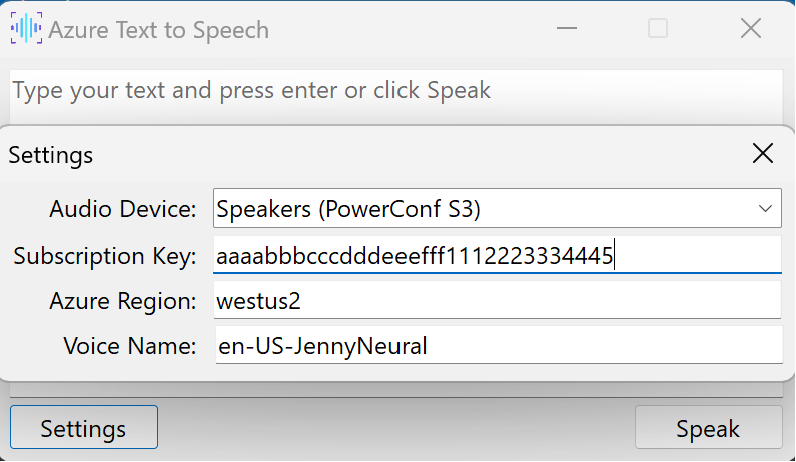 Azure Text to Speech
Type your text and press enter or click Speak
Settings
Audio Device: Speakers (PowerConf S3)
Subscription Key: aaaabbbcccdddeeefff1112223334445
Azure Region: westus2
Voice Name: en-US-JennyNeural
Settings Speak